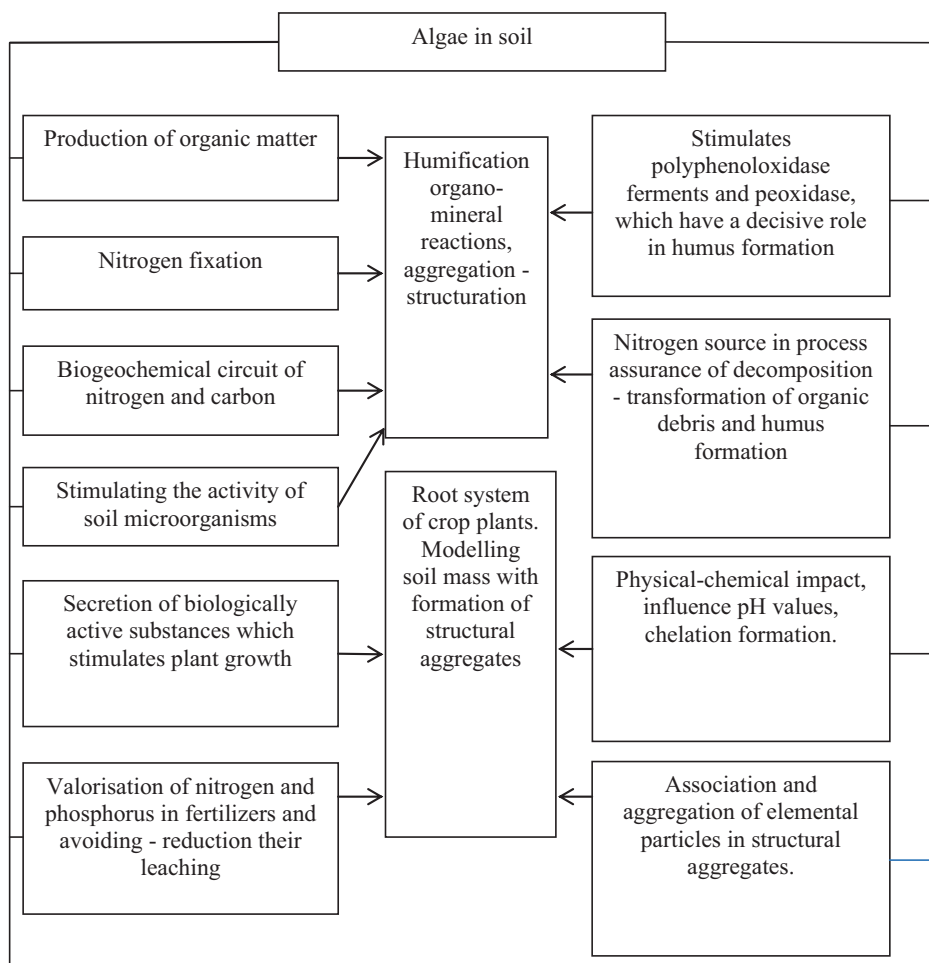 Algae in soil
Production of organic matter
Nitrogen fixation
Biogeochemical circuit of
nitrogen and carbon
Stimulating the activity of
soil microorganisms
Secretion of biologically
active substances which
stimulates plant growth
Valorisation of nitrogen and
phosphorus in fertilizers and
avoiding - reduction their
leaching
Humification
organo-
mineral
reactions,
aggregation -
structuration
Root system
of crop plants.
Modelling
soil mass with
formation of
structural
aggregates
Stimulates
polyphenoloxidase
ferments and peoxidase,
which have a decisive role
in humus formation
Nitrogen source in process
assurance of decomposition
- transformation of organic
debris and humus
formation
Physical-chemical impact,
influence pH values,
chelation formation.
Association and
aggregation of elemental
particles in structural
aggregates.